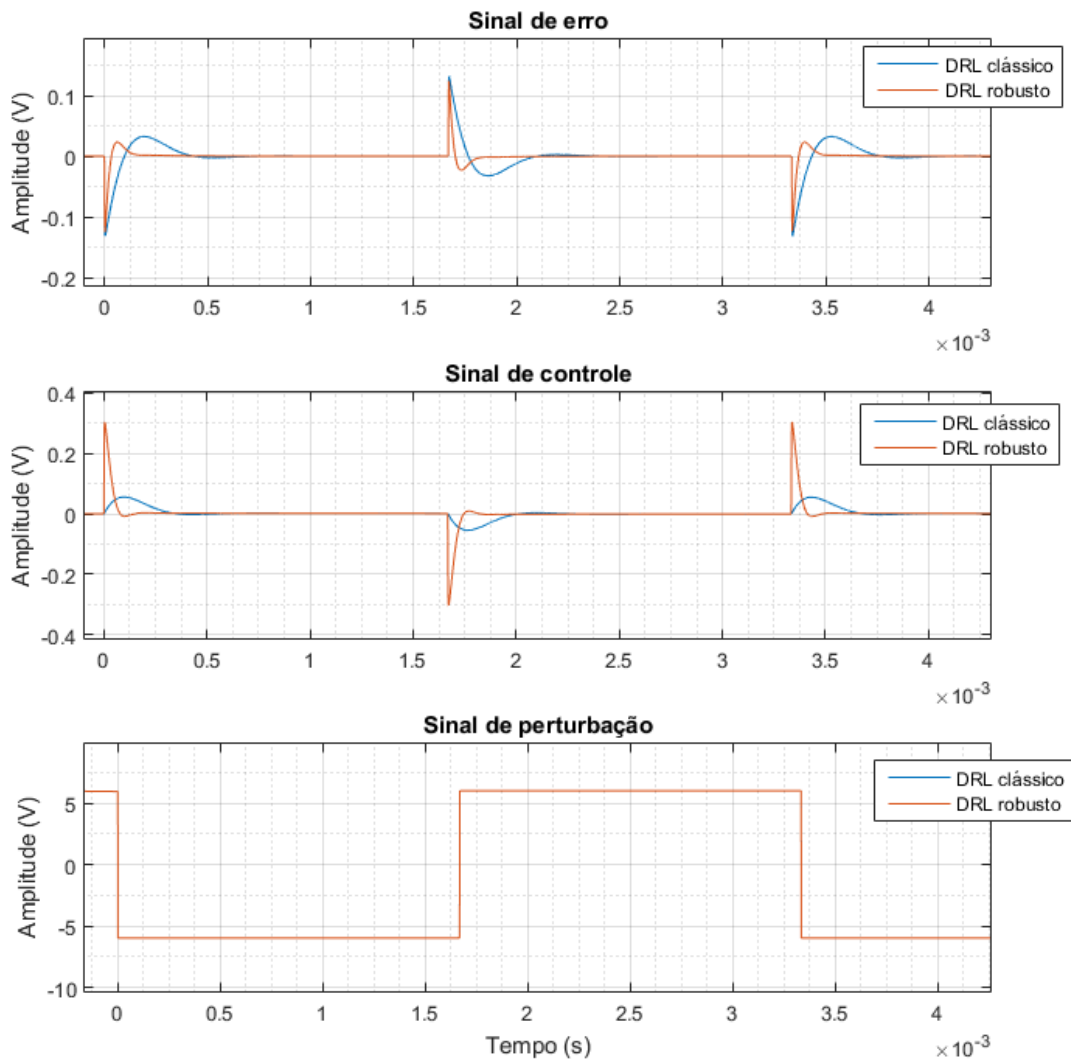 Sinal de erro
DRL clássico
DRL robusto
Amplitude (V)
0.1
0
-0.1
-0.2
0 0.5 1 1.5 2 2.5 3 3.5 4
×10-3
Sinal de controle
DRL clássico
DRL robusto
Amplitude (V)
0.4
0.2
0
-0.2
-0.4
0 0.5 1 1.5 2 2.5 3 3.5 4
×10-3
Sinal de perturbação
DRL clássico
DRL robusto
Amplitude (V)
5
0
-5
-10
0 0.5 1 1.5 2 2.5 3 3.5 4
Tempo (s)
×10-3